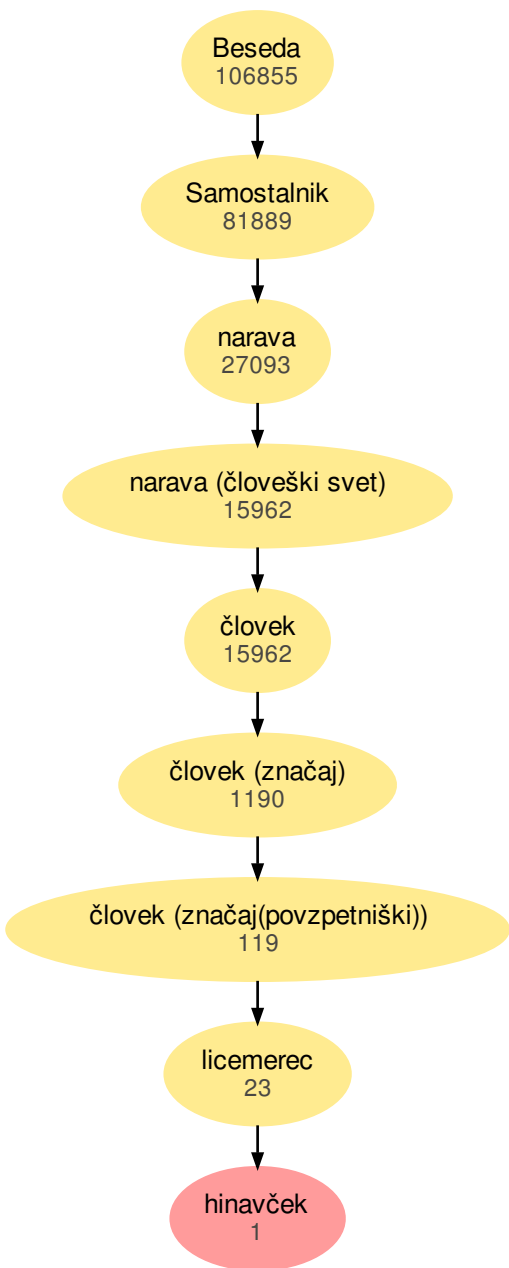 Beseda
106855
Samostalnik
81889
narava
27093
narava (človeški svet)
15962
človek
15962
človek (značaj)
1190
človek (značaj(povzpetniški))
119
licemerec
23
hinavček
1